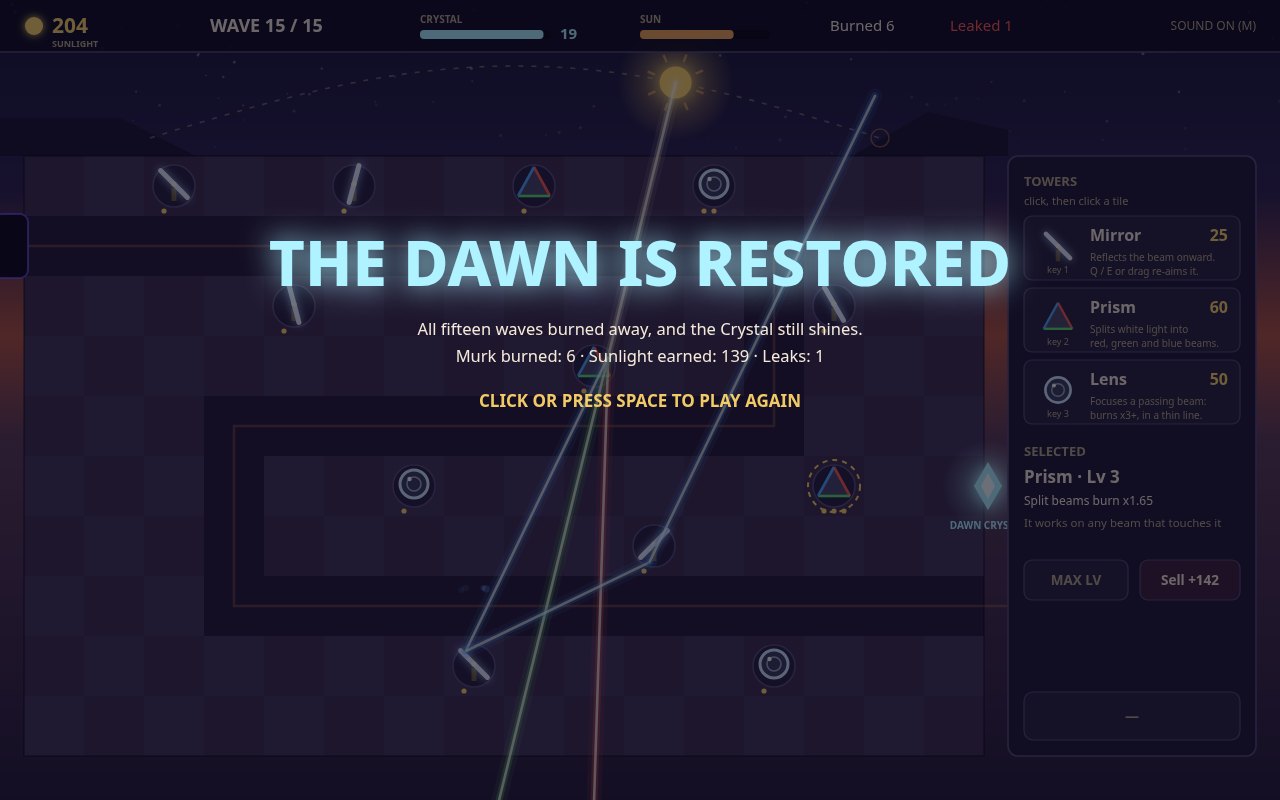 204
SUNLIGHT
WAVE 15 / 15
CRYSTAL
19
SUN
Burned 6
Leaked 1
SOUND ON (M)
THE DAWN IS RESTORED
All fifteen waves burned away, and the Crystal still shines.
Murk burned: 6 · Sunlight earned: 139 · Leaks: 1
CLICK OR PRESS SPACE TO PLAY AGAIN
DAWN CRYS
TOWERS
click, then click a tile
Mirror 25
Reflects the beam onward.
Q / E or drag re-aims it.
key 1
Prism 60
Splits white light into
red, green and blue beams.
key 2
Lens 50
Focuses a passing beam:
burns x3+, in a thin line.
key 3
SELECTED
Prism · Lv 3
Split beams burn x1.65
It works on any beam that touches it
MAX LV
Sell +142
—